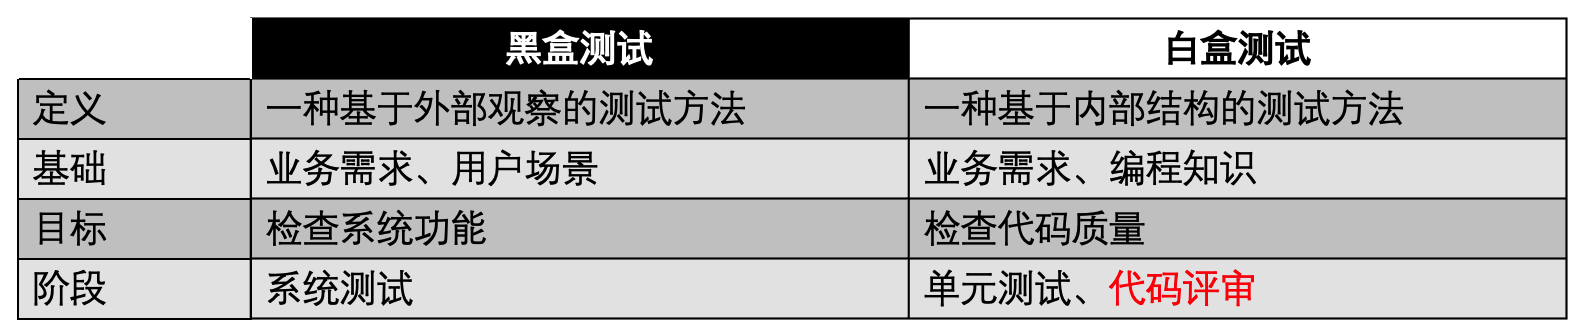 黑盒测试 白盒测试
定义 一种基于外部观察的测试方法 一种基于内部结构的测试方法
基础 业务需求、用户场景 业务需求、编程知识
目标 检查系统功能 检查代码质量
阶段 系统测试 单元测试、代码评审